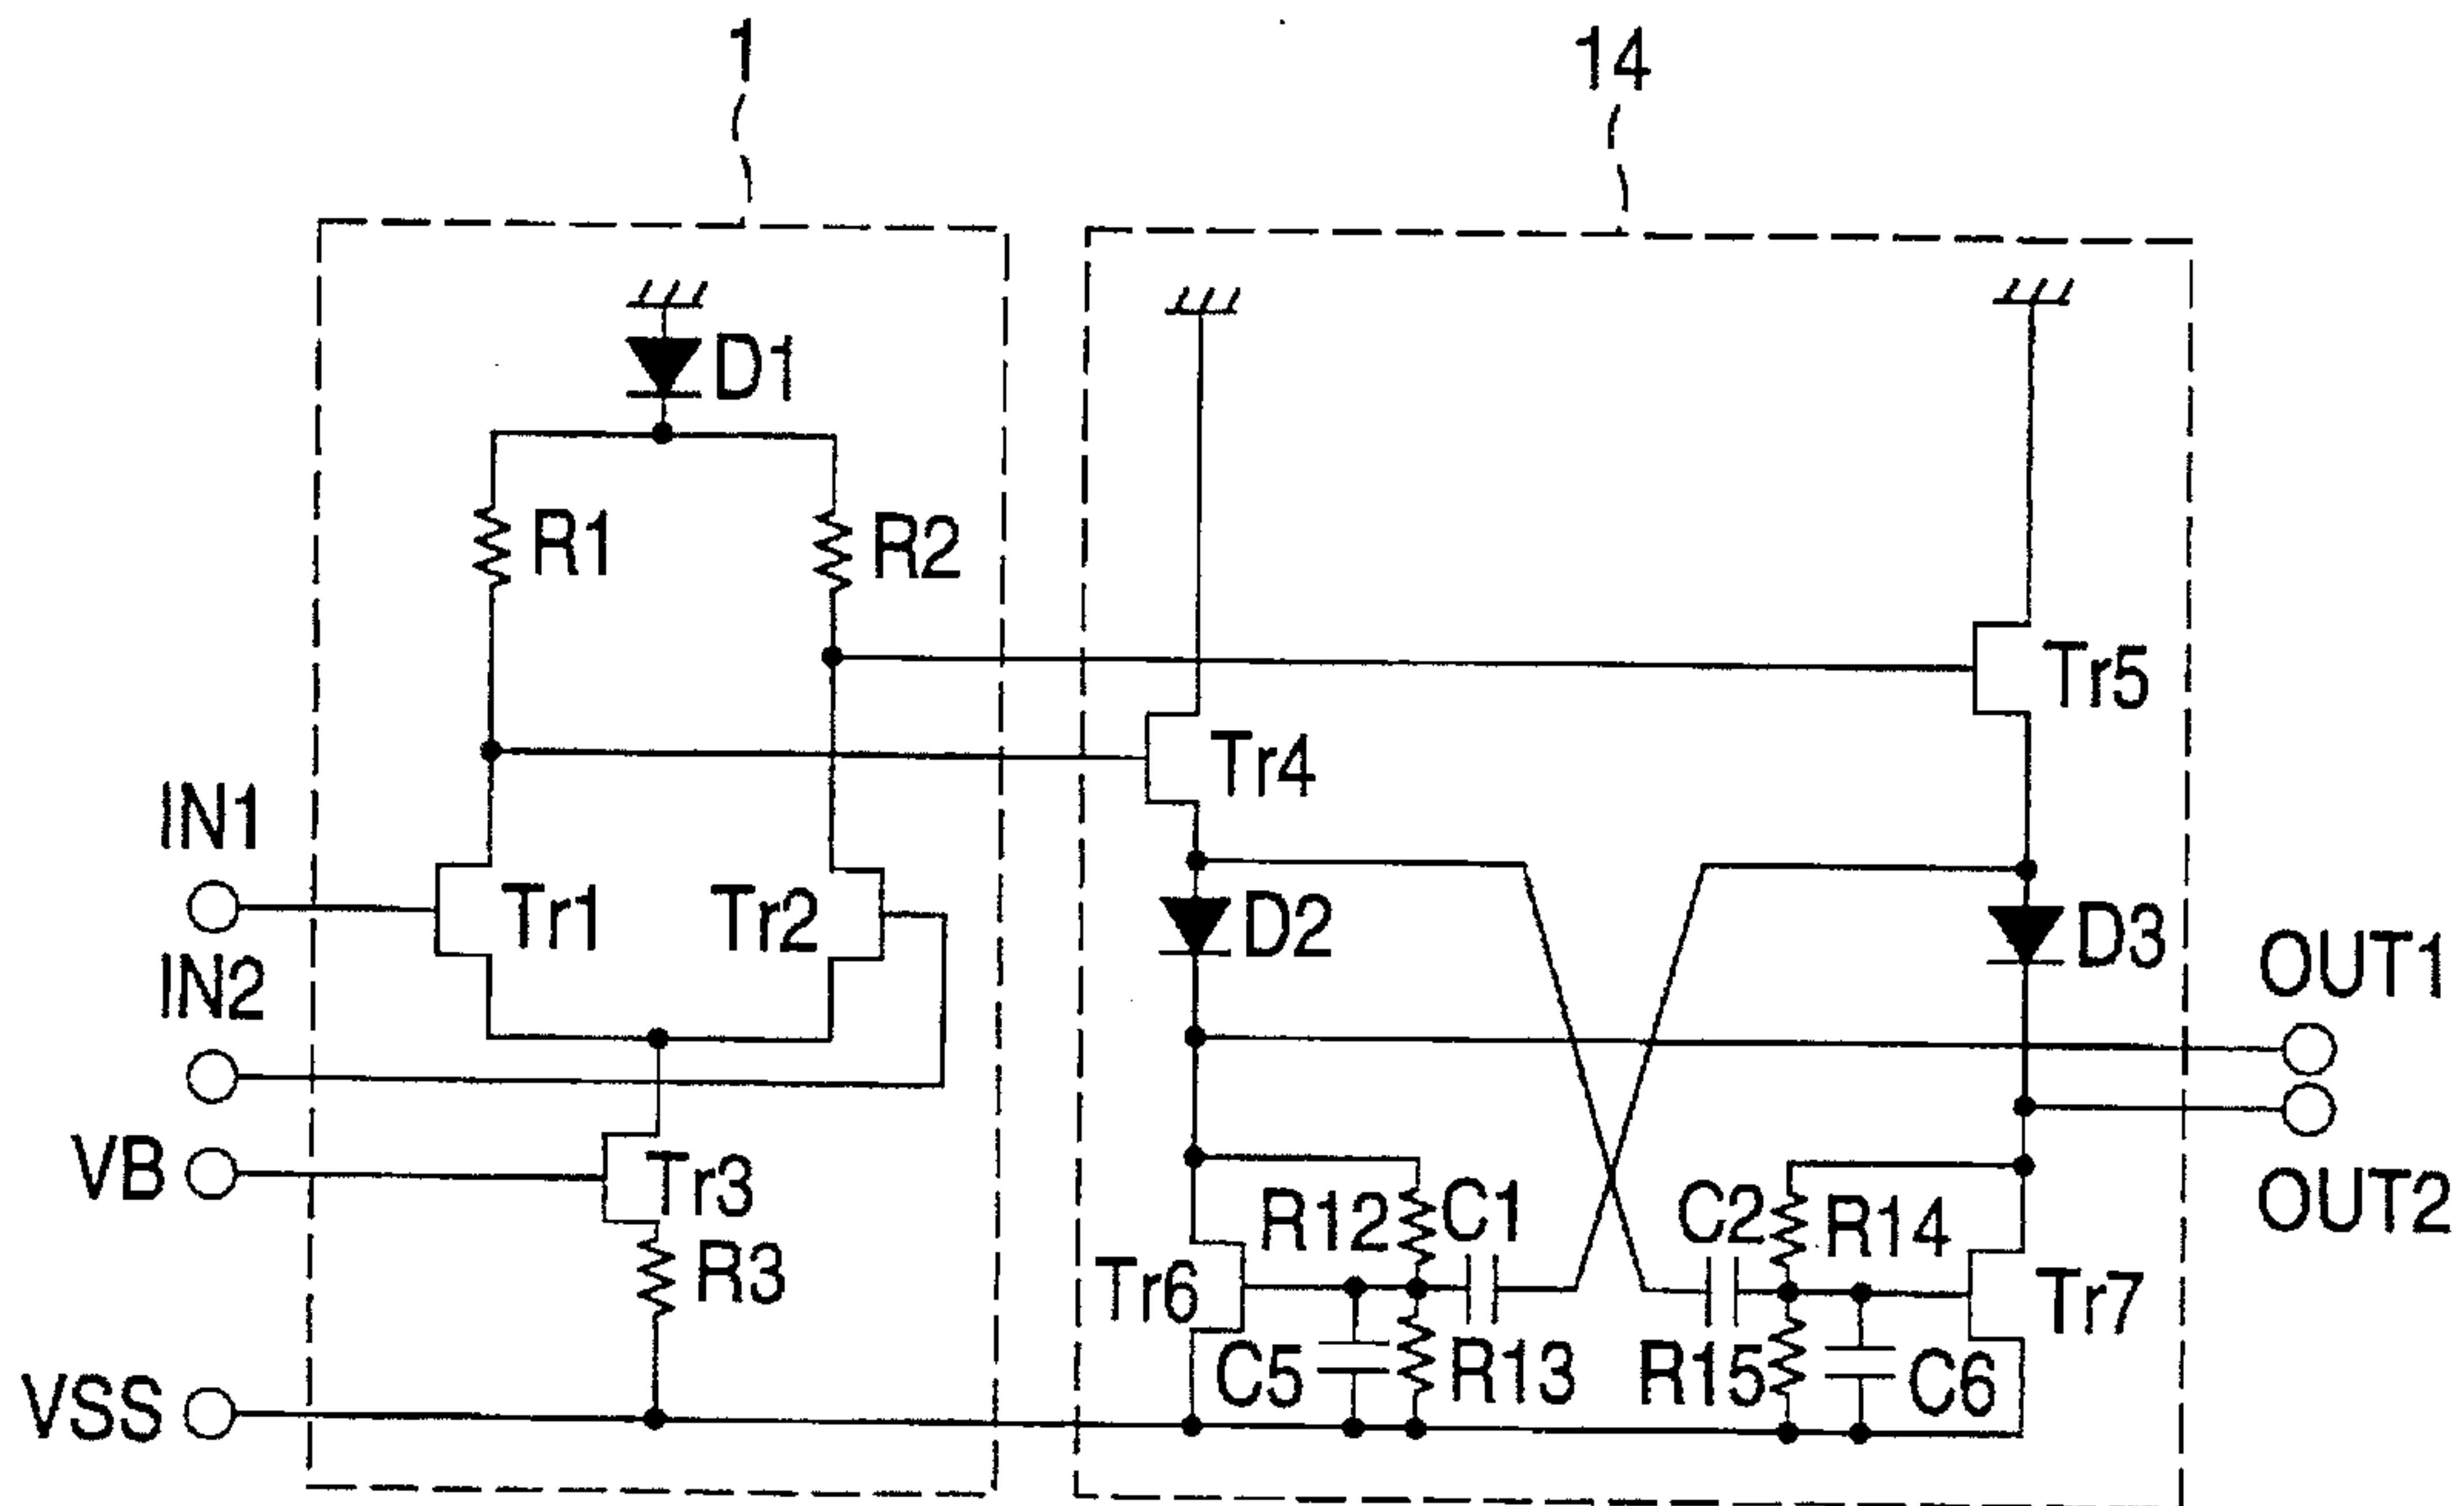 1
14
D1
R1
R2
Tr5
Tr4
IN1
Tr1
Tr2
D2
D3
OUT1
IN2
VB
Tr3
R12
C1
C2
R14
OUT2
R3
Tr6
Tr7
C5
R13
R15
C6
VSS